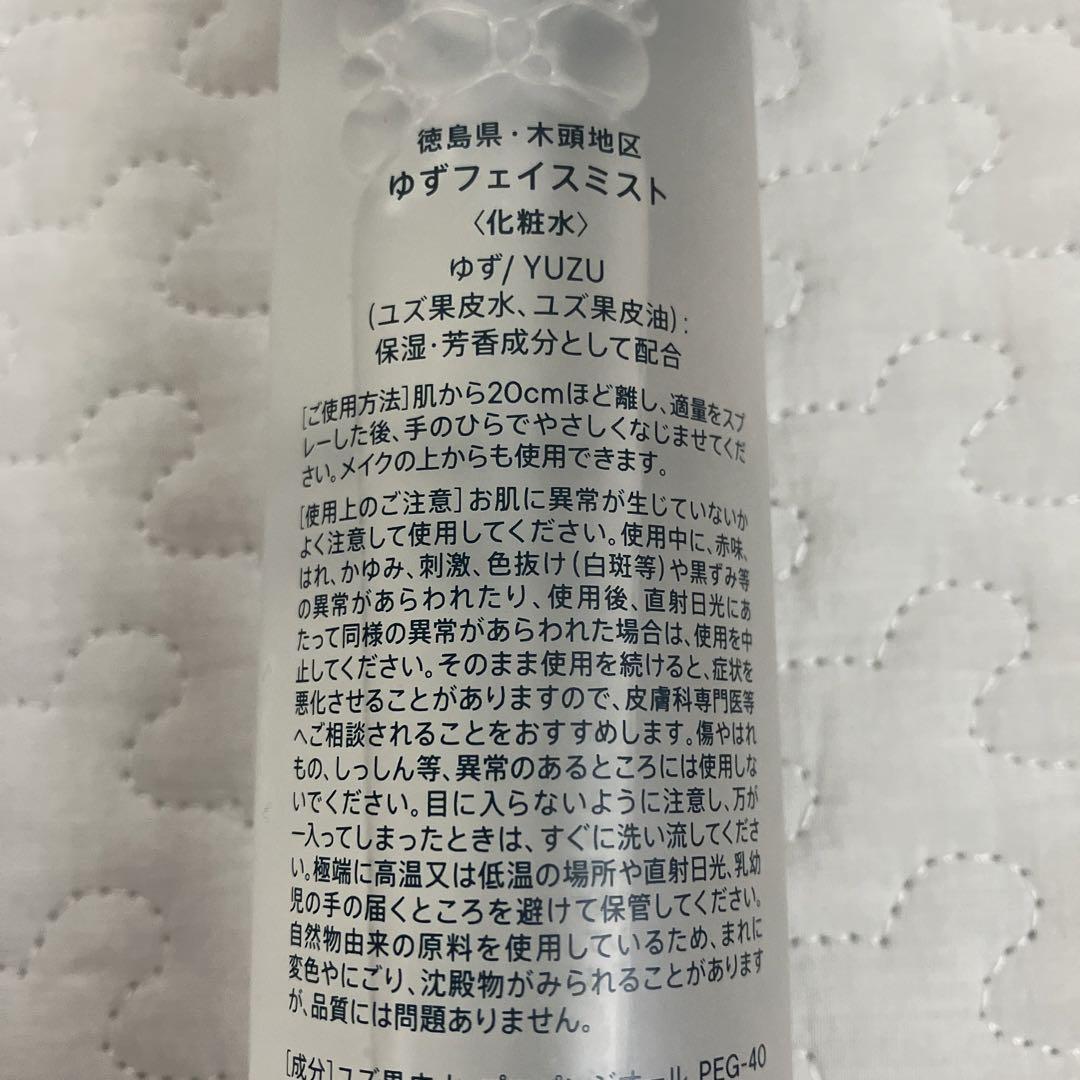 徳島県・木頭地区
ゆずフェイスミスト
〈化粧水〉
ゆず/ YUZU
(ユズ果皮水、ユズ果皮油):
保湿・芳香成分として配合
[ご使用方法]肌から20cmほど離し、適量をスプ
レーした後、手のひらでやさしくなじませてくだ
さい。メイクの上からも使用できます。
[使用上のご注意]お肌に異常が生じていないか
よく注意して使用してください。使用中に、赤味、
はれ、かゆみ、刺激、色抜け(白斑等)や黒ずみ等
の異常があらわれたり、使用後、直射日光にあ
たって同様の異常があらわれた場合は、使用を中
止してください。そのまま使用を続けると、症状を
悪化させることがありますので、皮膚科専門医等
へご相談されることをおすすめします。傷やはれ
もの、しっしん等、異常のあるところには使用しな
いでください。目に入らないように注意し、万が
一入ってしまったときは、すぐに洗い流してくださ
い。極端に高温又は低温の場所や直射日光、乳幼
児の手の届くところを避けて保管してください。
自然物由来の原料を使用しているため、まれに
変色やにごり、沈殿物がみられることがあります
が、品質には問題ありません。
[成分]ユズ果皮水 PEG-40